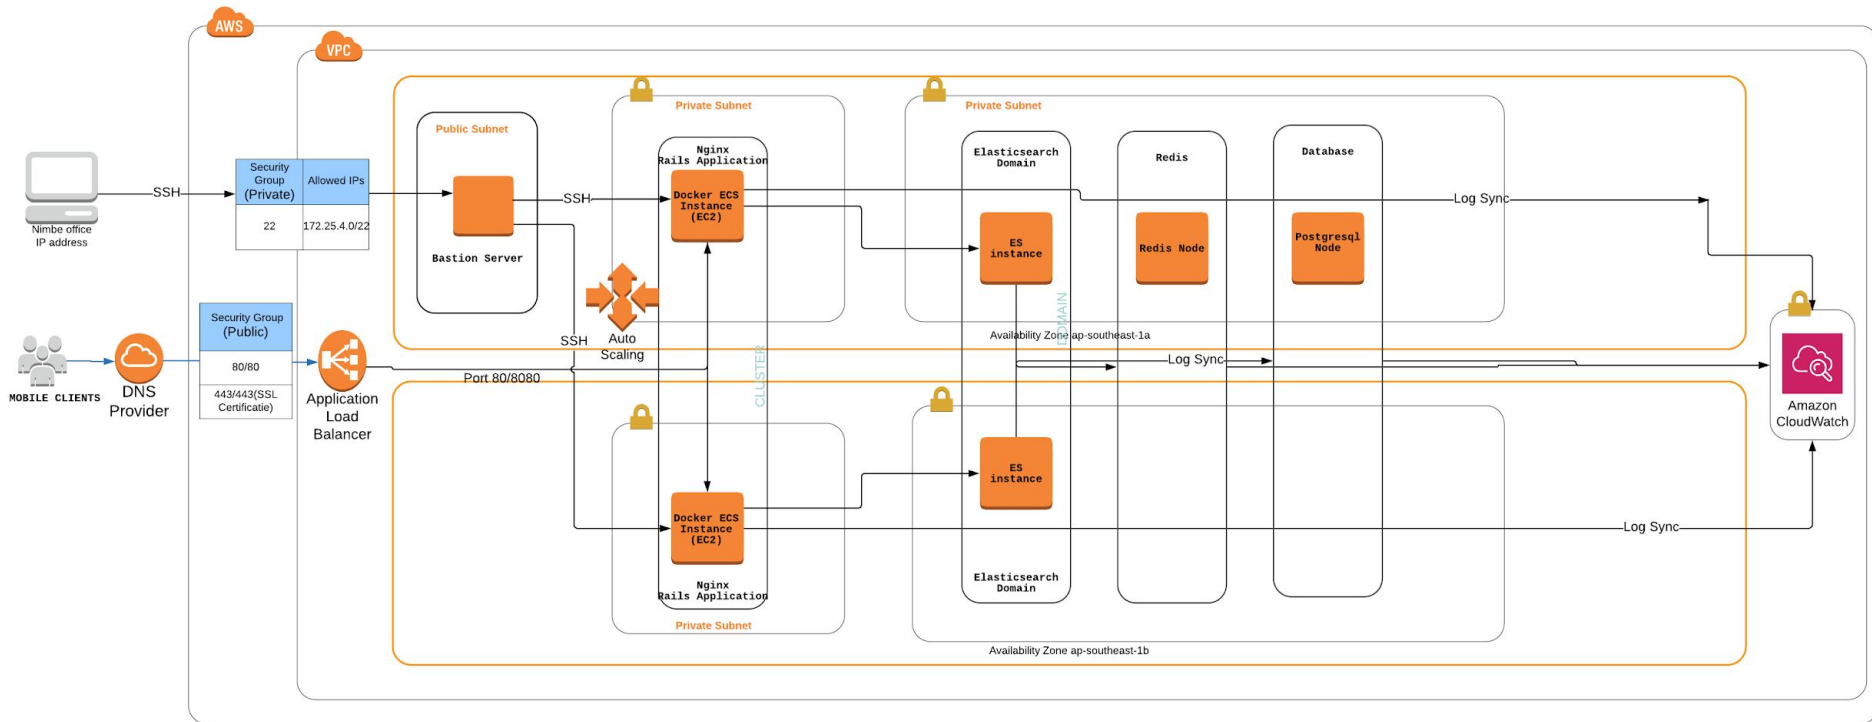 AWS
VPC
Private Subnet
Private Subnet
Public Subnet
Nginx
Rails Application
Elasticsearch
Domain
Redis
Database
Security
Group
(Private)
Allowed IPs
22
172.25.4.0/22
SSH
Nimbe office
IP address
SSH
Docker ECS
Instance
(EC2)
Log Sync
Bastion Server
ES
instance
Redis Node
Postgresql
Node
Auto
Scaling
SSH
DOMAIN
Availability Zone ap-southeast-1a
Security Group
(Public)
80/80
443/443(SSL
Certificatie)
MOBILE CLIENTS
DNS
Provider
Application
Load
Balancer
Port 80/8080
CLUSTER
Log Sync
Amazon
CloudWatch
Docker ECS
Instance
(EC2)
ES
instance
Log Sync
Nginx
Rails Application
Elasticsearch
Domain
Private Subnet
Availability Zone ap-southeast-1b